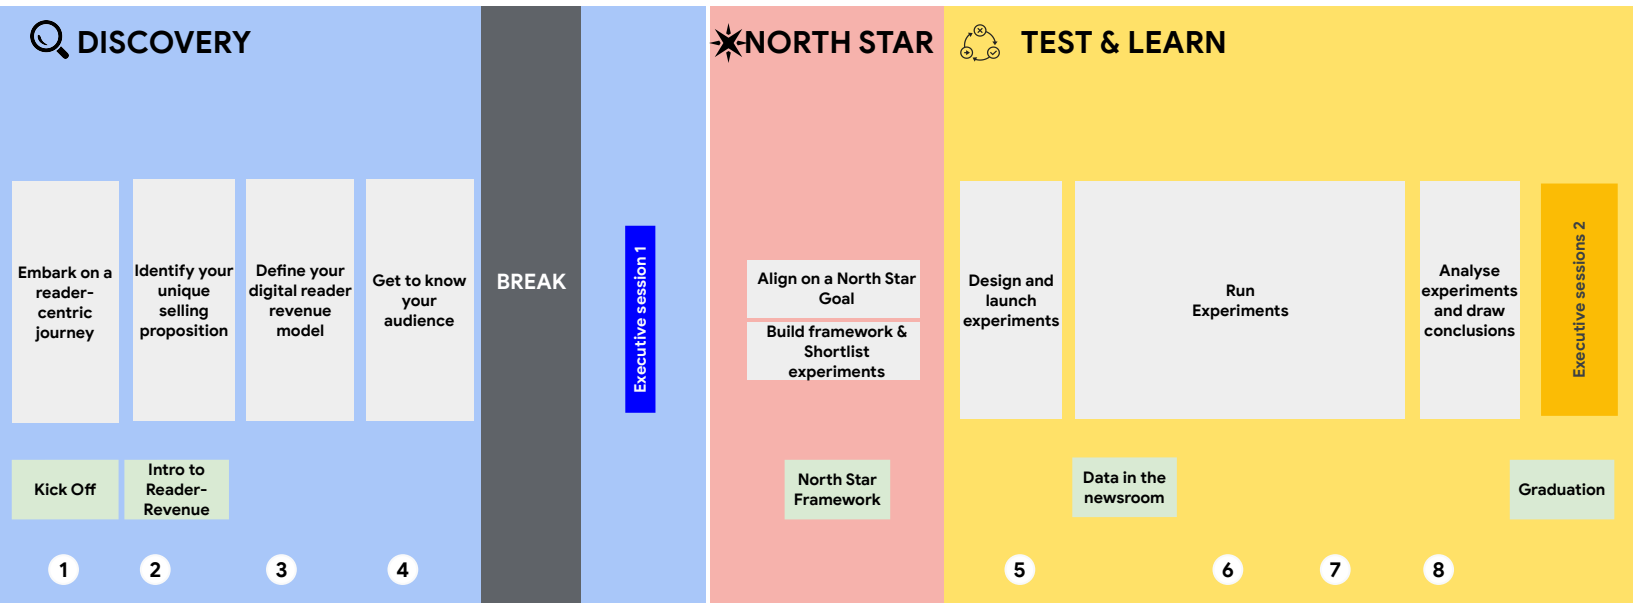 DISCOVERY
NORTH STAR
TEST & LEARN
Embark on a
reader-
centric
journey
Identify your
unique
selling
proposition
Define your
digital reader
revenue
model
Get to know
your
audience
BREAK
Executive session 1
Align on a North Star
Goal
Build framework &
Shortlist
experiments
Design and
launch
experiments
Run
Experiments
Analyse
experiments
and draw
conclusions
Executive sessions 2
Kick Off
Intro to
Reader-
Revenue
North Star
Framework
Data in the
newsroom
Graduation
1
2
3
4
5
6
7
8